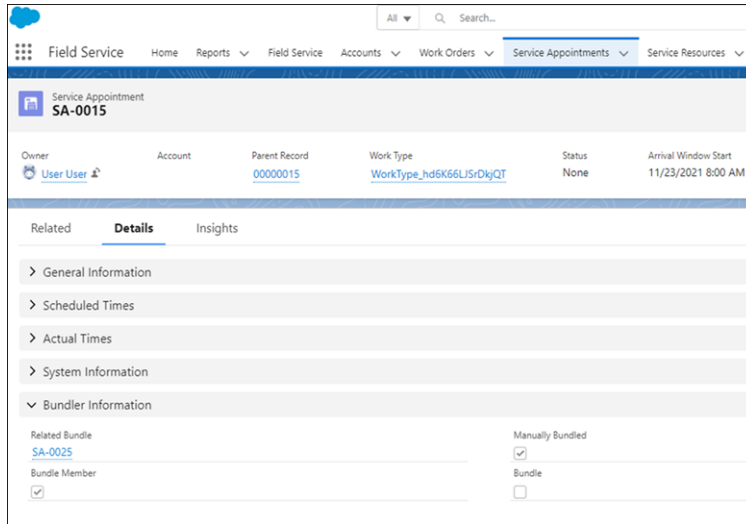 All
Search...
Field Service Home Reports Field Service Accounts Work Orders Service Appointments Service Resources
Service Appointment
SA-0015
Owner Account Parent Record Work Type Status Arrival Window Start
User User 00000015 WorkType_hd6K66LJSrDkjQT None 11/23/2021 8:00 AM
Related Details Insights
General Information
Scheduled Times
Actual Times
System Information
Bundler Information
Related Bundle Manually Bundled
SA-0025
Bundle Member Bundle